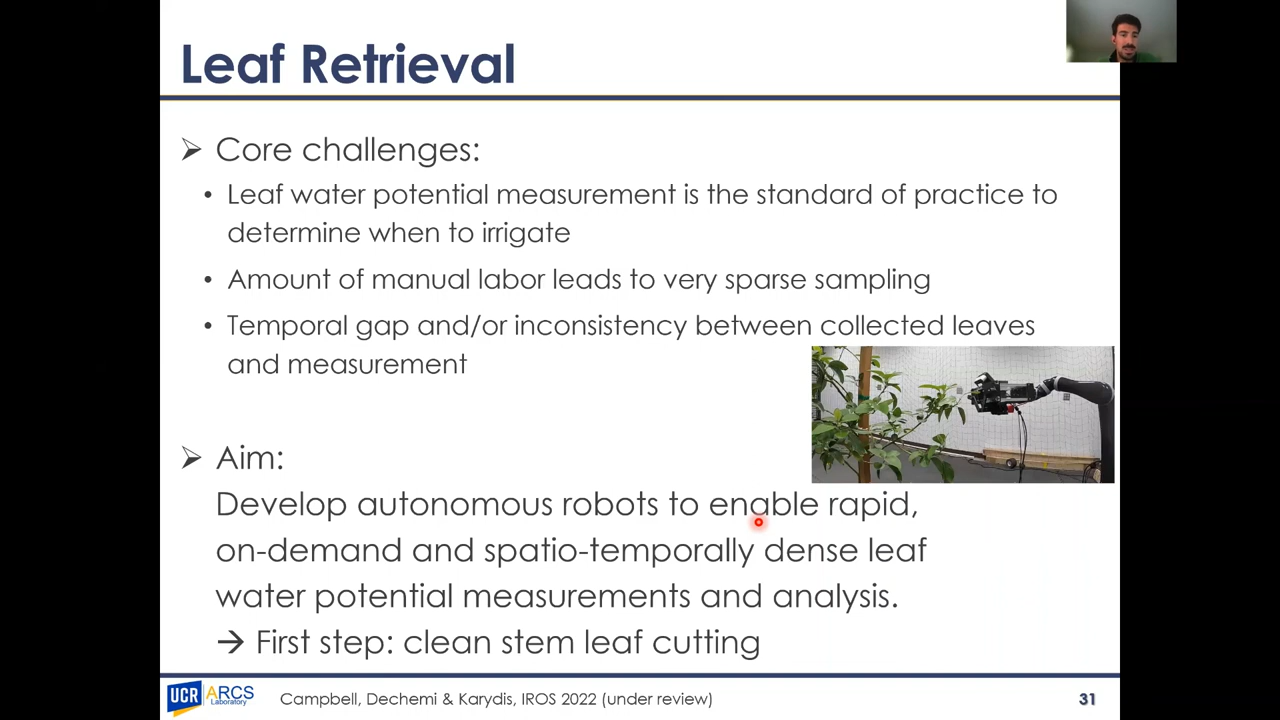 Leaf Retrieval
Core challenges:
• Leaf water potential measurement is the standard of practice to
determine when to irrigate
• Amount of manual labor leads to very sparse sampling
• Temporal gap and/or inconsistency between collected leaves
and measurement
Aim:
Develop autonomous robots to enable rapid,
on-demand and spatio-temporally dense leaf
water potential measurements and analysis.
→ First step: clean stem leaf cutting
UCR ARCS
Laboratory
Campbell, Dechemi & Karydis, IROS 2022 (under review)
31